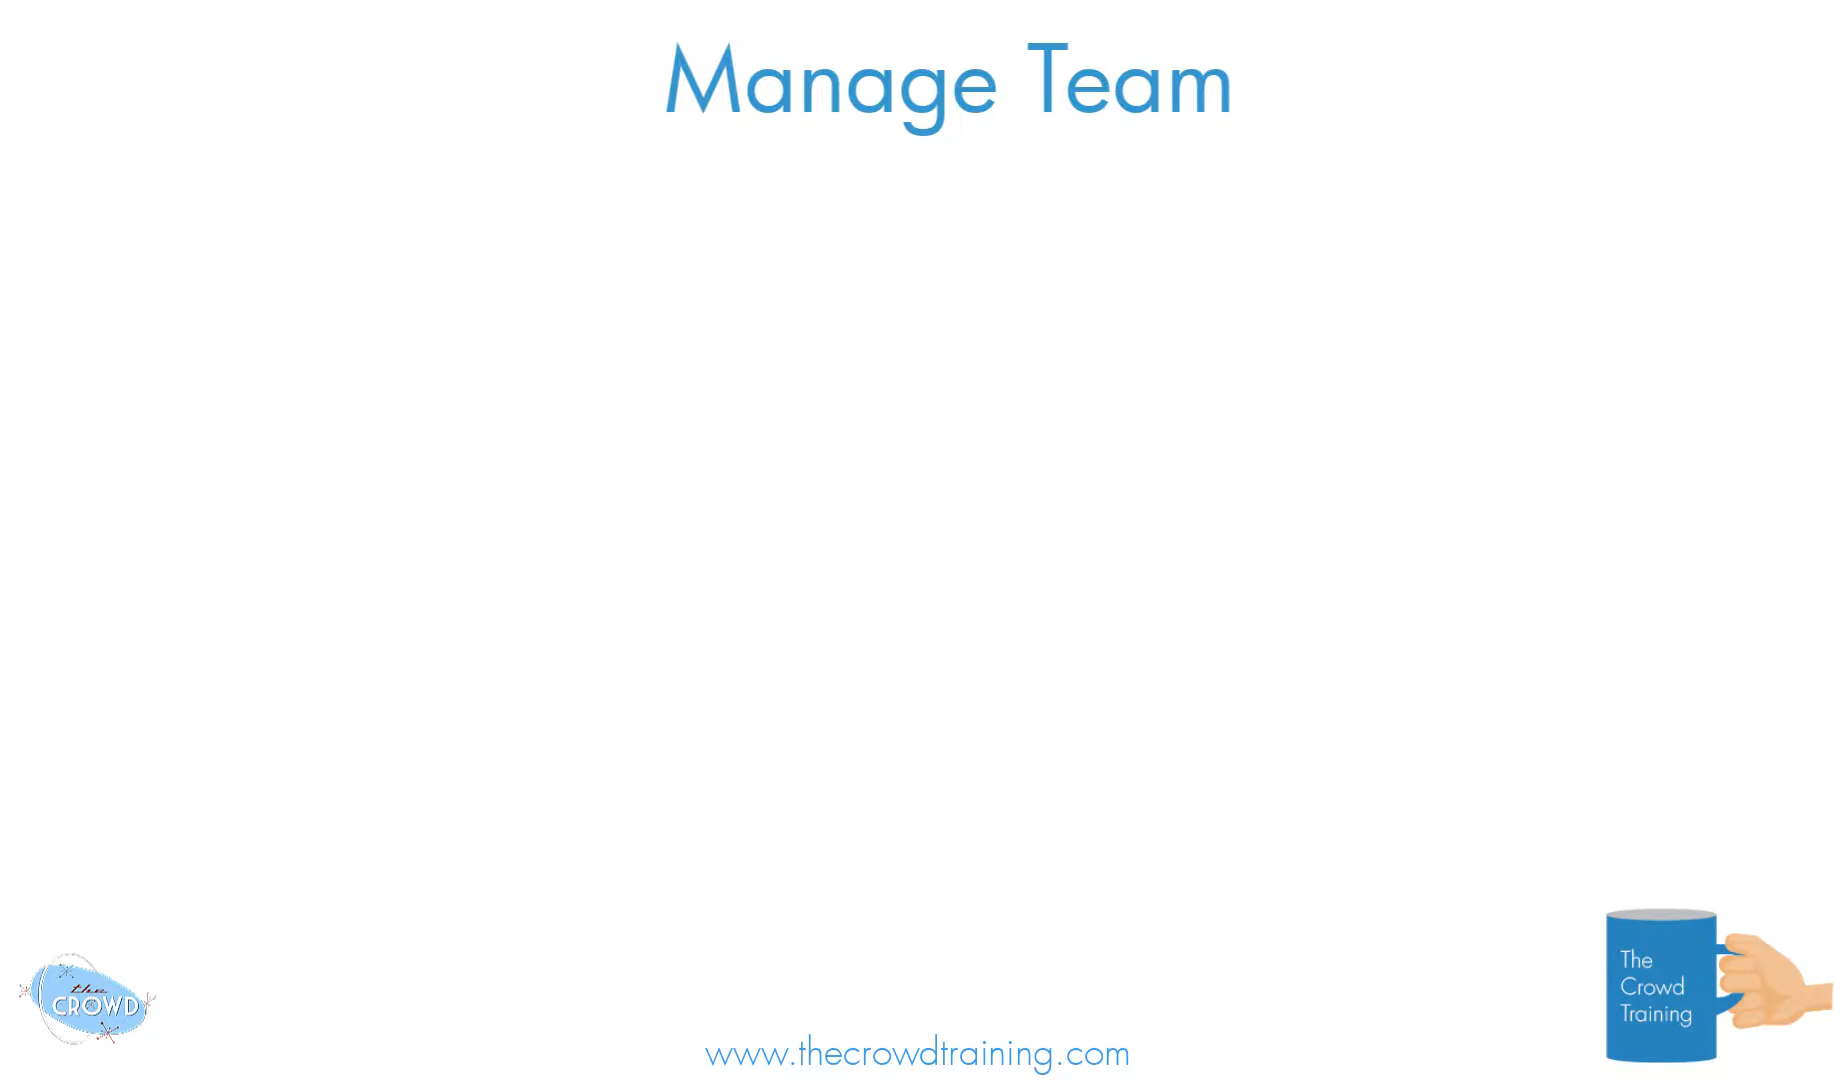 Manage Team
the
CROWD
The
Crowd
Training
www.thecrowdtraining.com